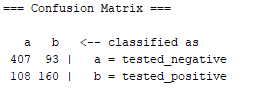 === Confusion Matrix ===
a b <-- classified as
407 93 | a = tested_negative
108 160 | b = tested_positive